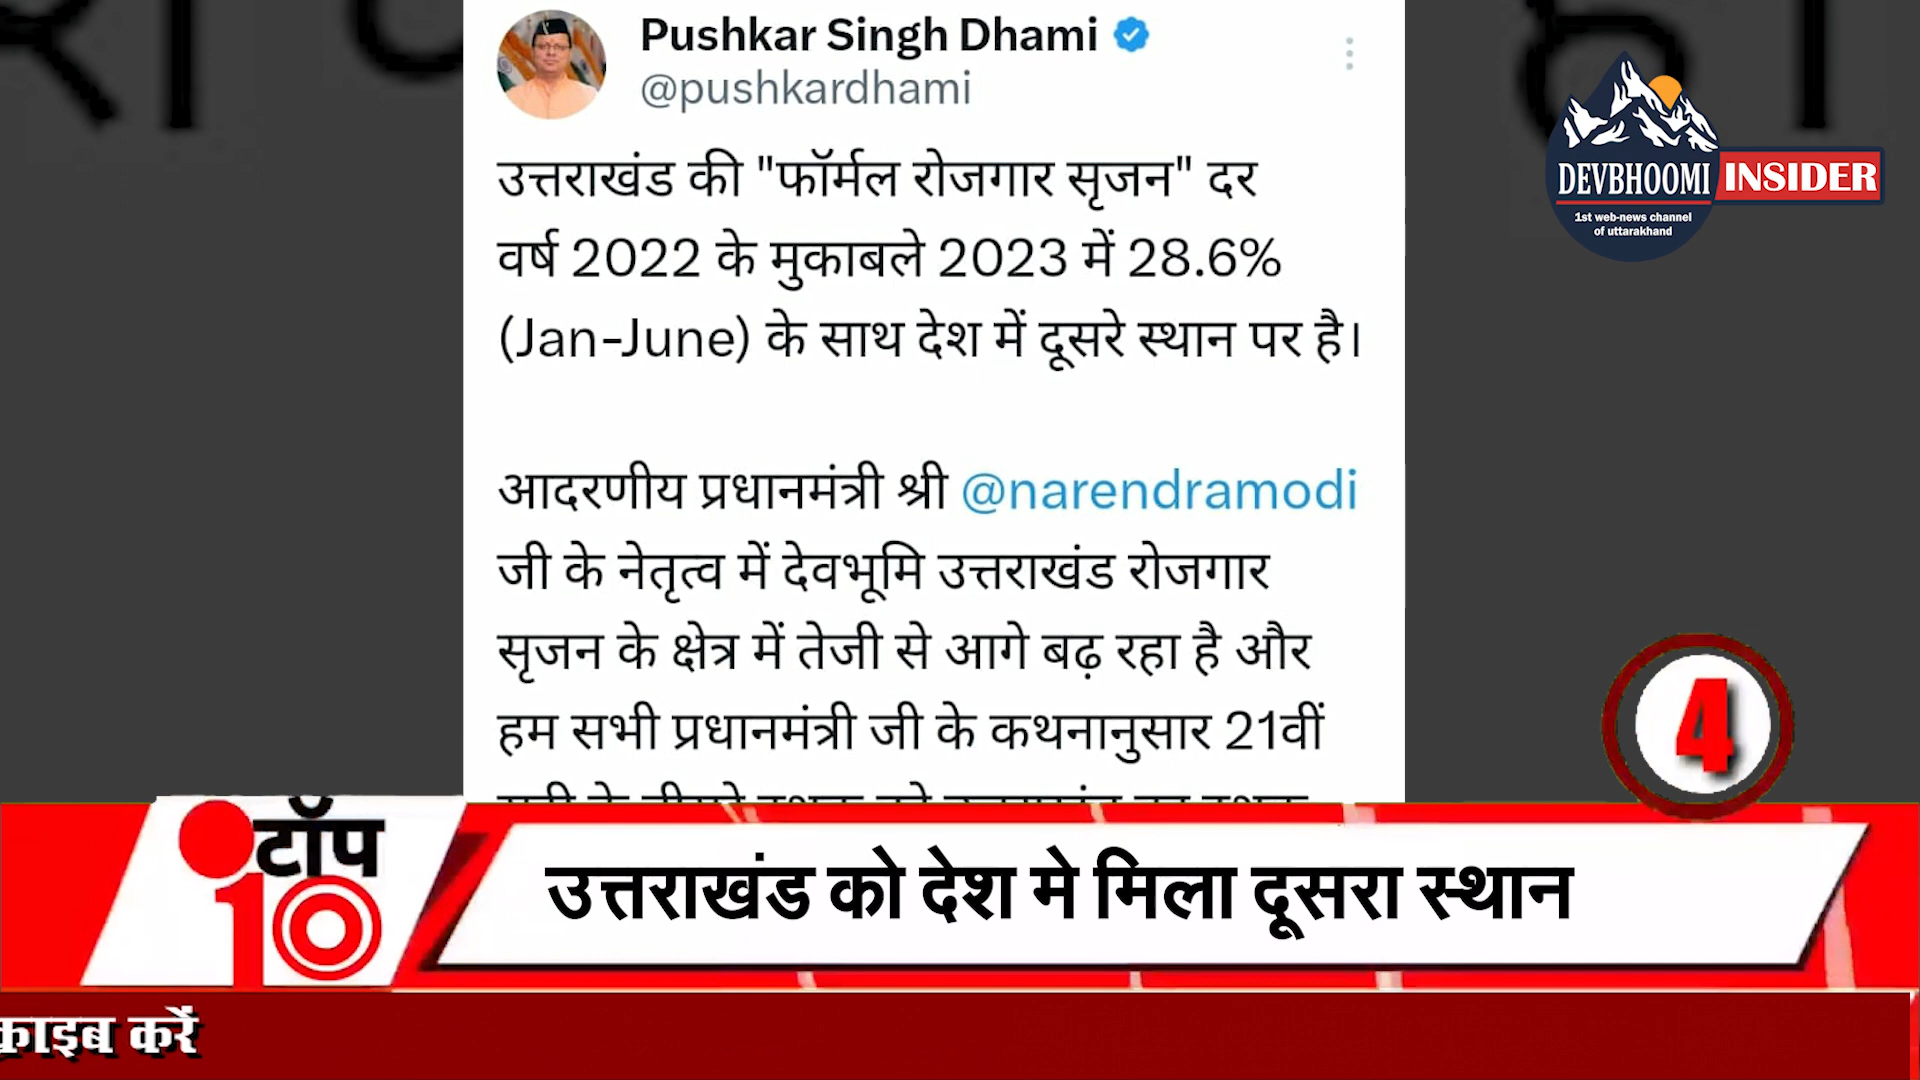 Pushkar Singh Dhami
@pushkardhami
उत्तराखंड की "फॉर्मल रोजगार सृजन" दर
वर्ष 2022 के मुकाबले 2023 में 28.6%
(Jan-June) के साथ देश में दूसरे स्थान पर है।
आदरणीय प्रधानमंत्री श्री @narendramodi
जी के नेतृत्व में देवभूमि उत्तराखंड रोजगार
सृजन के क्षेत्र में तेजी से आगे बढ़ रहा है और
हम सभी प्रधानमंत्री जी के कथनानुसार 21वीं
DEVBHOOMI INSIDER
1st web-news channel
of uttarakhand
4
टॉप
10
उत्तराखंड को देश मे मिला दूसरा स्थान
करें